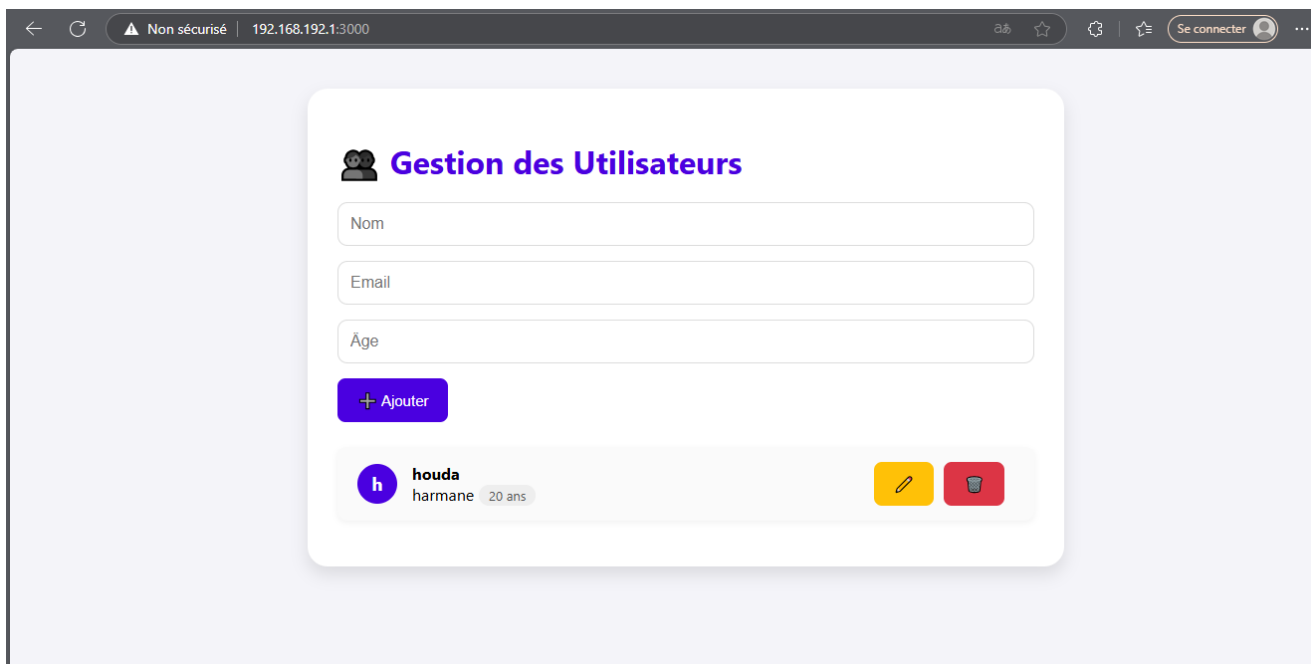 Non sécurisé 192.168.192.1:3000 Se connecter
Gestion des Utilisateurs
Nom
Email
Âge
Ajouter
h
houda
harmane 20 ans